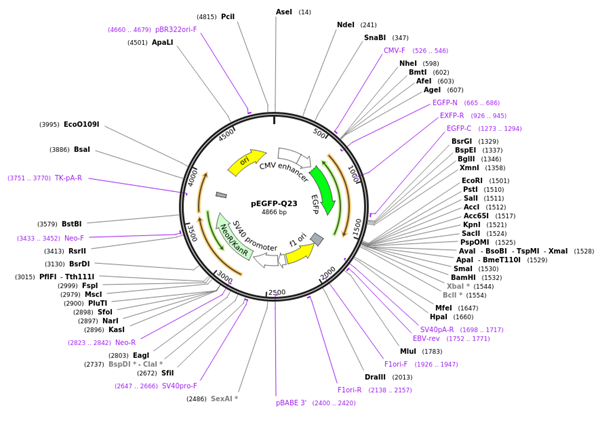 (4815) PciI
AseI (14)
(4660 .. 4679) pBR322ori-F
NdeI (241)
(4501) ApaLI
SnaBI (347)
CMV-F (526 .. 546)
NheI (598)
BmtI (602)
AfeI (603)
AgeI (607)
EGFP-N (665 .. 686)
EXFP-R (926 .. 945)
EGFP-C (1273 .. 1294)
BsrGI (1329)
BspEI (1337)
BglII (1346)
XmaI (1358)
EcoRI (1501)
PstI (1510)
SalI (1511)
AccI (1512)
Acc65I (1517)
KpnI (1521)
SacII (1524)
PspOMI (1525)
AvaI - BsoBI - TspMI - XmaI (1528)
ApaI BmeT110I (1529)
SmaI (1530)
BamHI (1532)
XbaI * (1544)
BclI * (1554)
MfeI (1647)
HpaI (1660)
SV40pA-R (1698 .. 1717)
EBV-rev (1752 .. 1771)
MluI (1783)
F1ori-F (1926 .. 1947)
DraIII (2013)
F1ori-R (2138 .. 2157)
pBABE 3' (2400 .. 2420)
SexAI * (2486)
(2647 .. 2666) SV40pro-F
(2672) SfiI
(2737) BspDI * - ClaI *
(2803) EagI
(2823 .. 2842) Neo-R
(2896) KasI
(2897) NarI
(2898) SfoI
(2900) PluTI
(2979) MscI
(2999) FspI
(3015) PflFI - Tth111I
(3130) BsrDI
(3413) RsrII
(3433 .. 3452) Neo-F
(3579) BstBI
(3751 .. 3770) TK-pA-R
(3886) BsaI
(3995) EcoO109I
500
1000
1500
2000
2500
3000
3500
4000
4500
ori
CMV enhancer
EGFP
pEGFP-Q23
4866 bp
f1 ori
SV40 promoter
NeoR/KanR